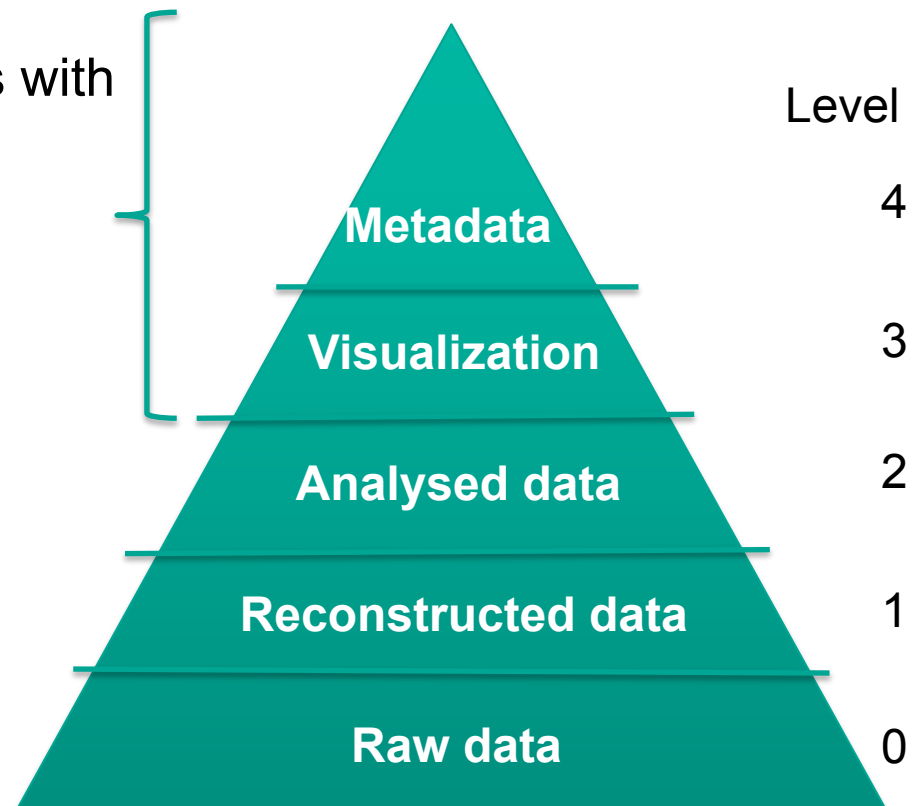 with
Level
Metadata
4
Visualization
3
Analysed data
2
Reconstructed data
1
Raw data
0